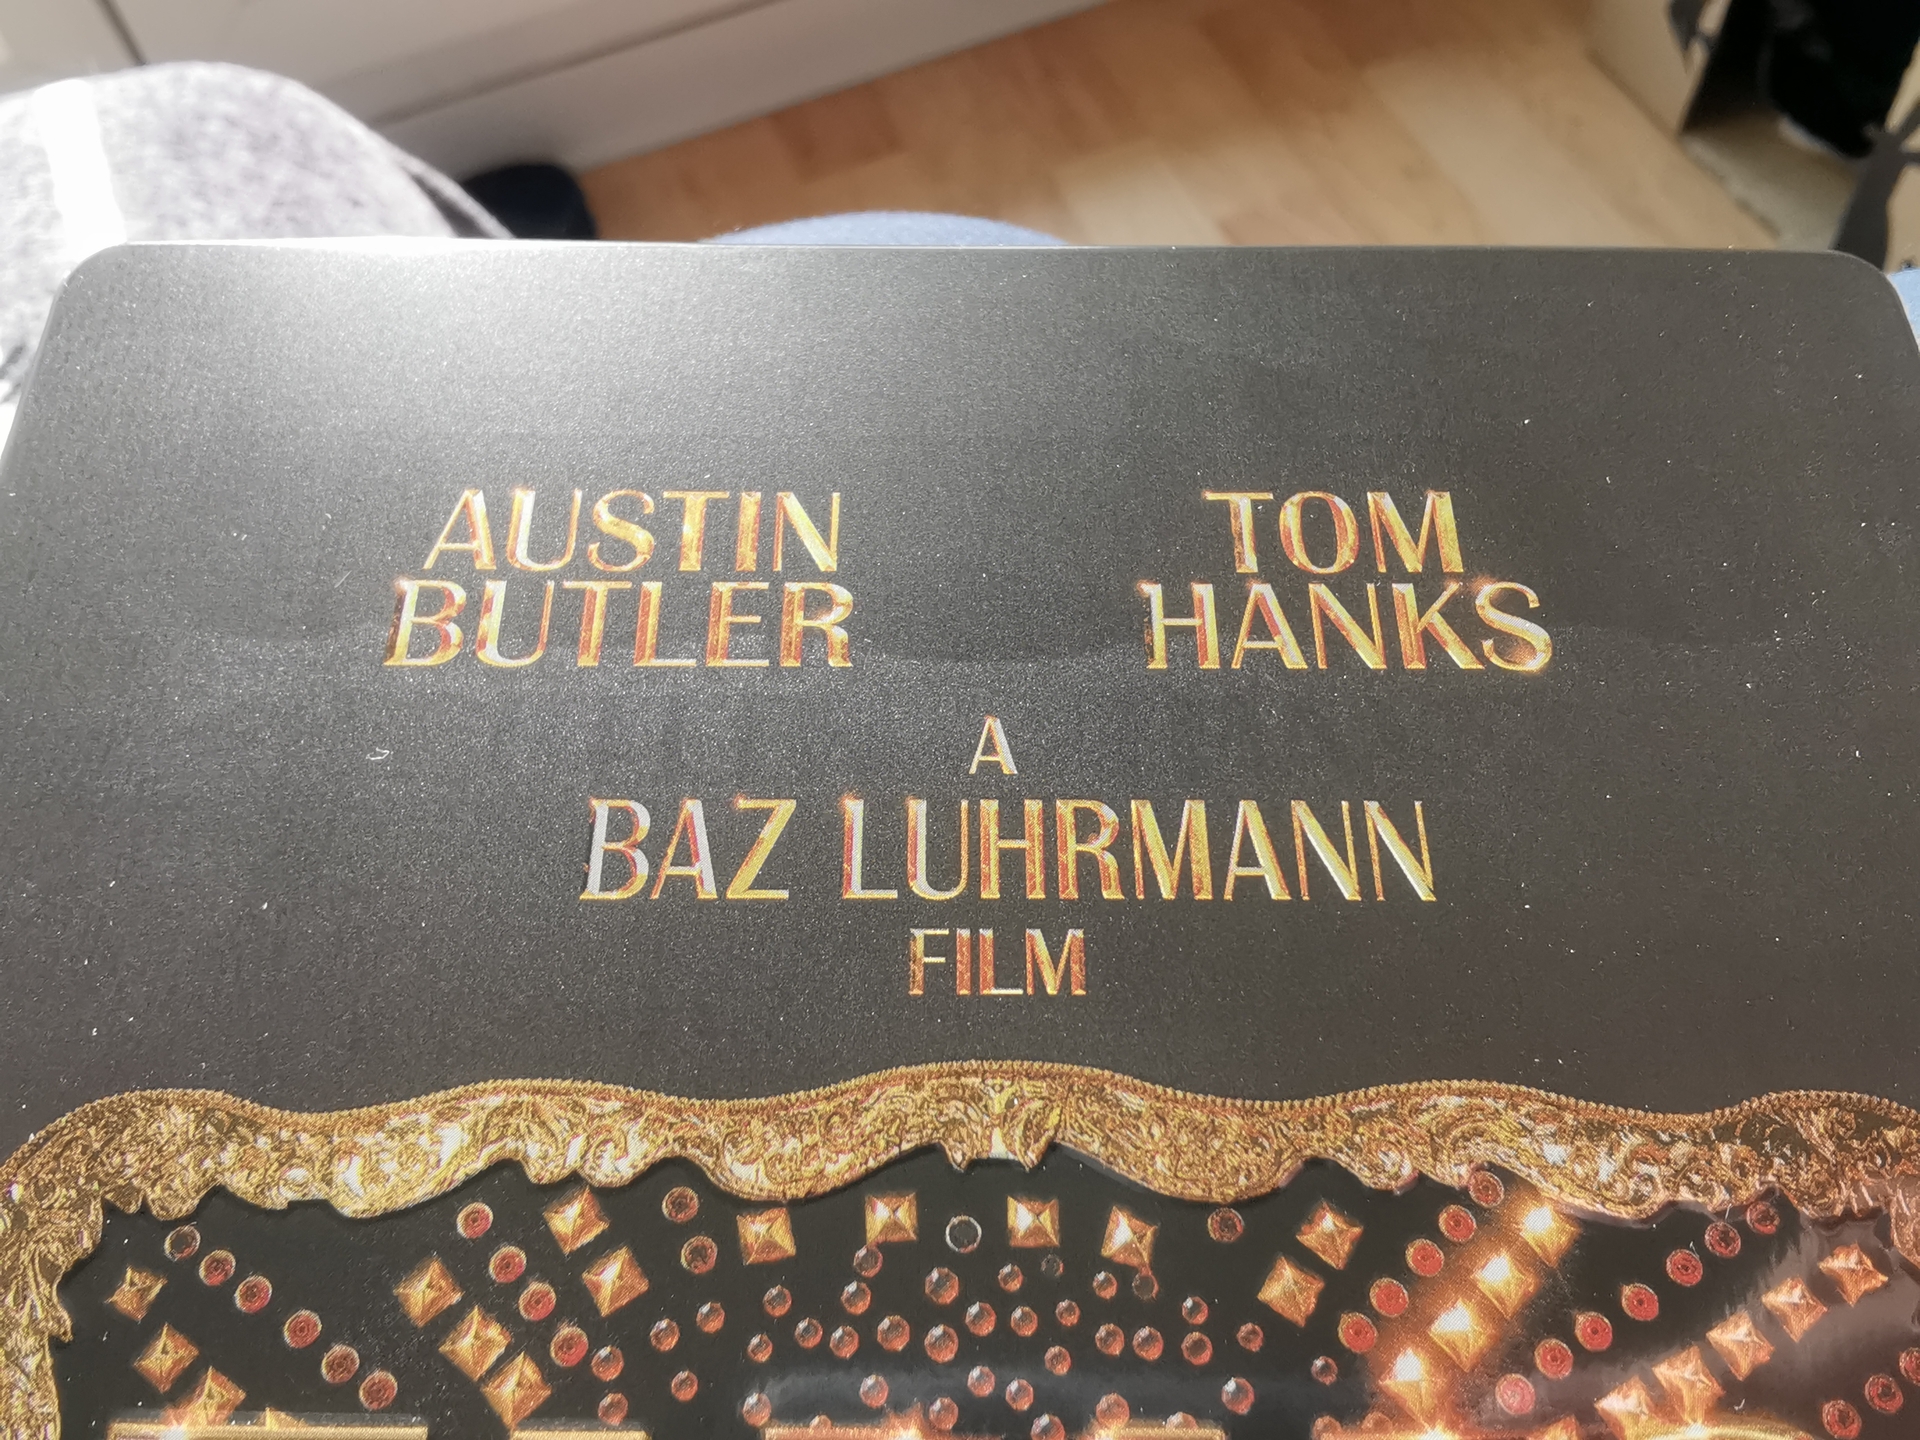 AUSTIN
BUTLER
TOM
HANKS
A
BAZ LUHRMANN
FILM